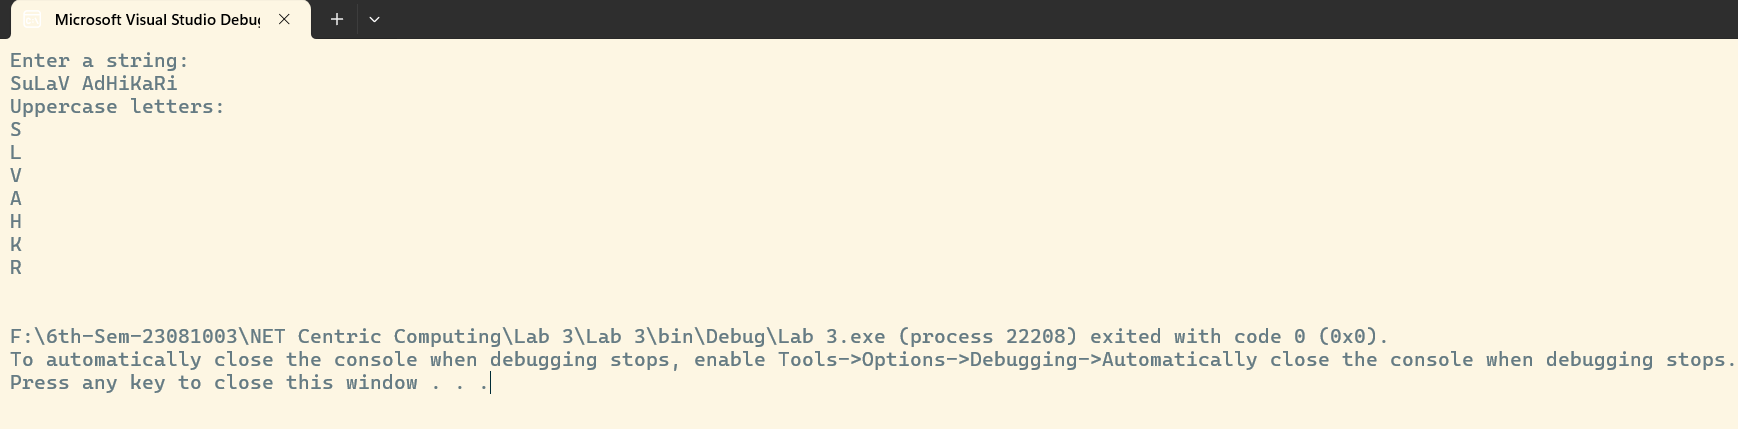 Microsoft Visual Studio Debug
Enter a string:
SuLaV AdHiKaRi
Uppercase letters:
S
L
V
A
H
K
R
F:\6th-Sem-23081003\NET Centric Computing\Lab 3\Lab 3\bin\Debug\Lab 3.exe (process 22208) exited with code 0 (0x0).
To automatically close the console when debugging stops, enable Tools->Options->Debugging->Automatically close the console when debugging stops.
Press any key to close this window . . .